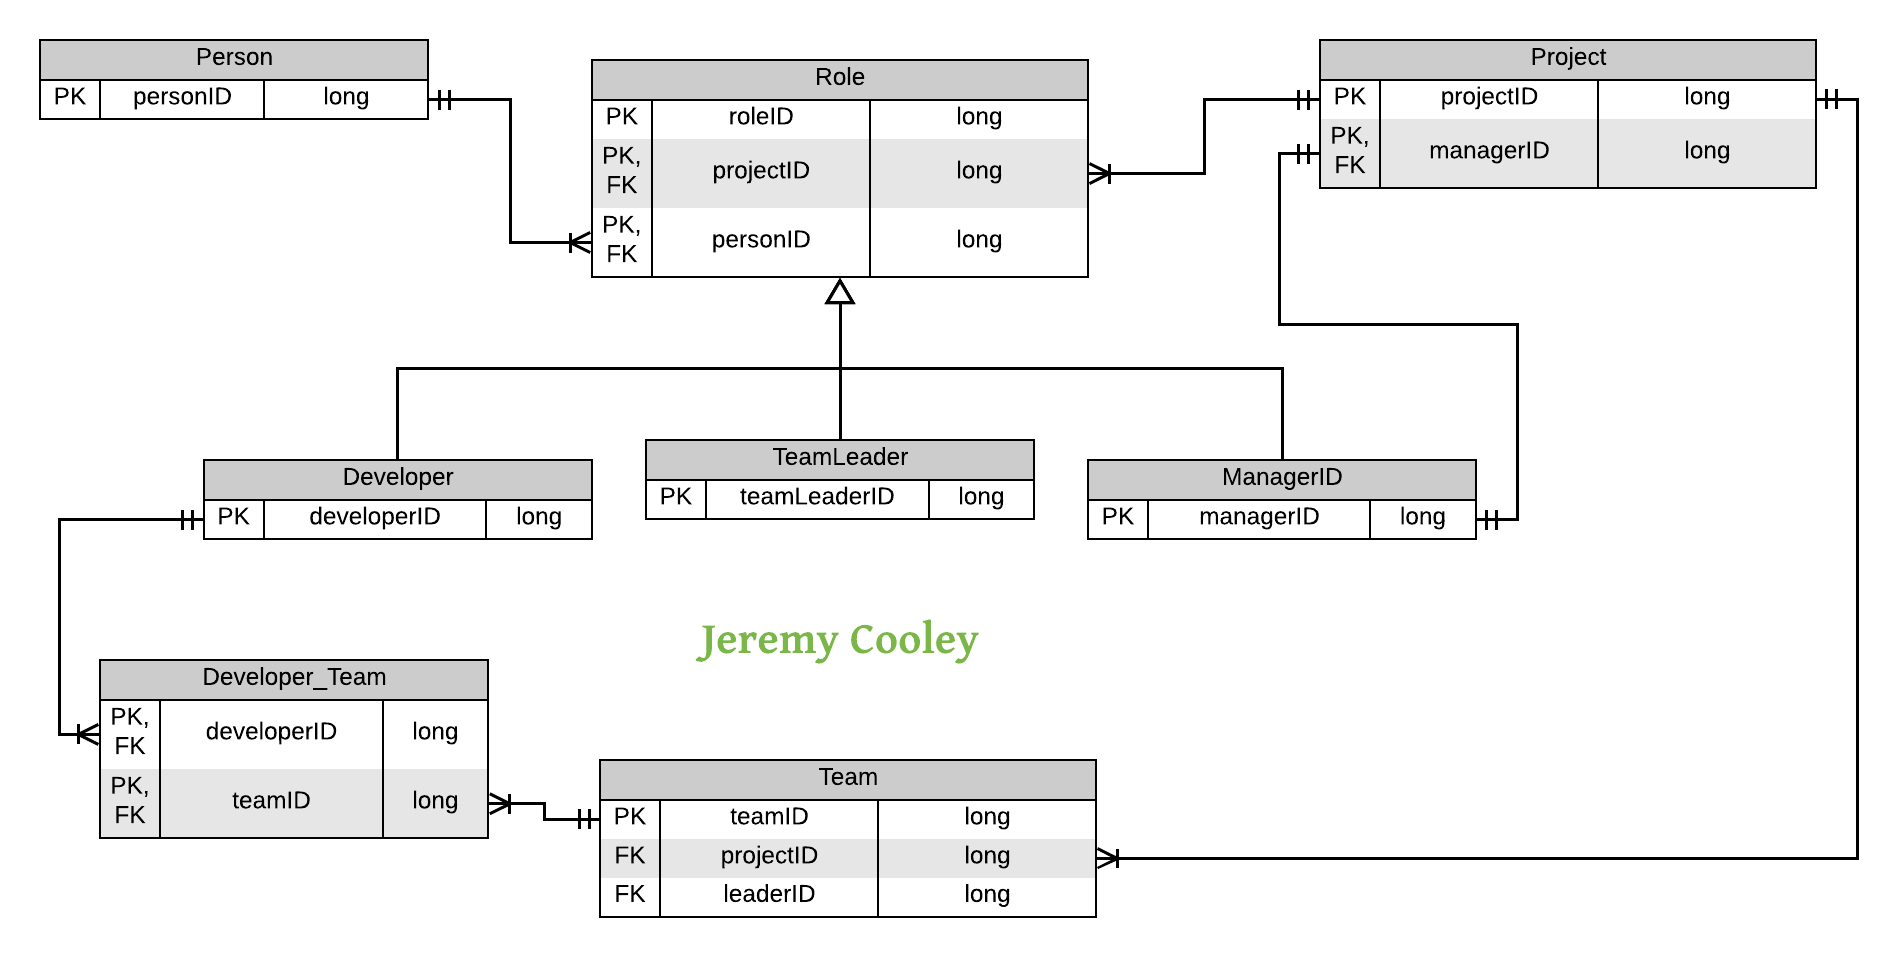 Person
PK personID long
Role
PK roleID long
PK, FK projectID long
PK, FK personID long
Project
PK projectID long
PK, FK managerID long
Developer
PK developerID long
TeamLeader
PK teamLeaderID long
ManagerID
PK managerID long
Jeremy Cooley
Developer_Team
PK, FK developerID long
PK, FK teamID long
Team
PK teamID long
FK projectID long
FK leaderID long